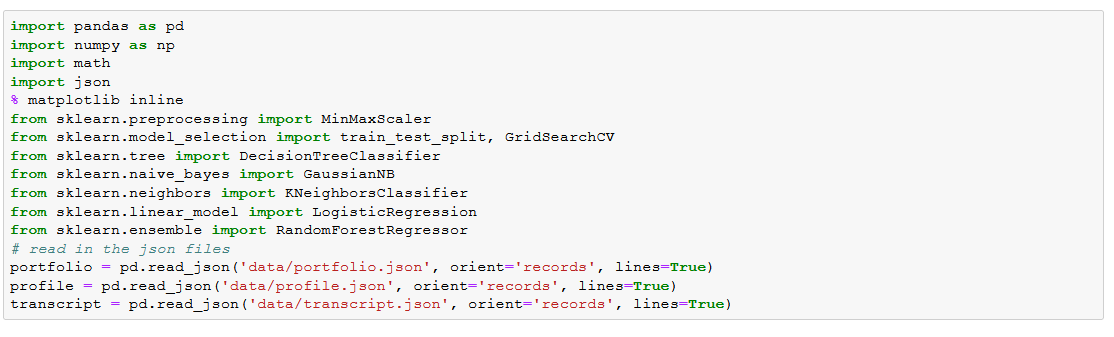 import pandas as pd
import numpy as np
import math
import json
% matplotlib inline
from sklearn.preprocessing import MinMaxScaler
from sklearn.model_selection import train_test_split, GridSearchCV
from sklearn.tree import DecisionTreeClassifier
from sklearn.naive_bayes import GaussianNB
from sklearn.neighbors import KNeighborsClassifier
from sklearn.linear_model import LogisticRegression
from sklearn.ensemble import RandomForestRegressor
# read in the json files
portfolio = pd.read_json('data/portfolio.json', orient='records', lines=True)
profile = pd.read_json('data/profile.json', orient='records', lines=True)
transcript = pd.read_json('data/transcript.json', orient='records', lines=True)